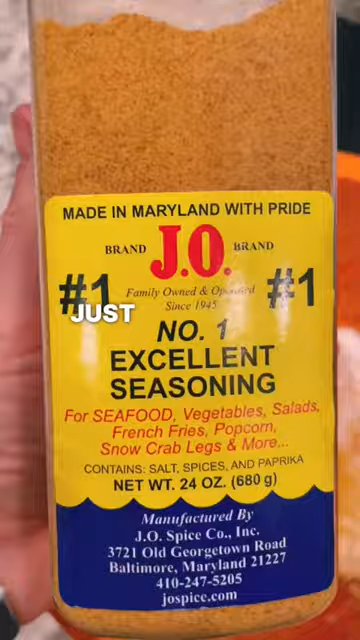 MADE IN MARYLAND WITH PRIDE
BRAND J.O. BRAND
Family Owned & Operated
Since 1945
#1 #1
JUST
NO. 1
EXCELLENT
SEASONING
For SEAFOOD, Vegetables, Salads,
French Fries, Popcorn,
Snow Crab Legs & More...
CONTAINS: SALT, SPICES, AND PAPRIKA
NET WT. 24 OZ. (680 g)
Manufactured By
J.O. Spice Co., Inc.
3721 Old Georgetown Road
Baltimore, Maryland 21227
410-247-5205
jospice.com